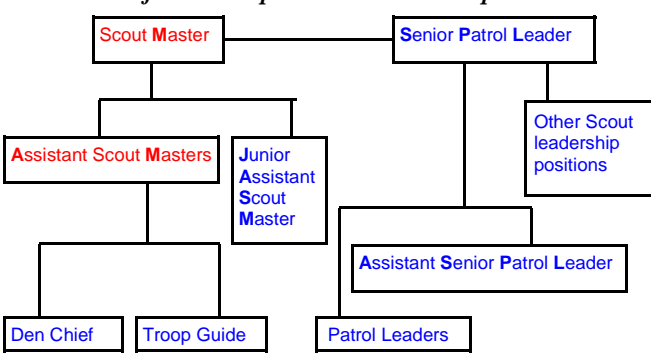 Scout Master
Senior Patrol Leader
Other Scout
leadership
positions
Assistant Scout Masters
Junior
Assistant
Scout
Master
Assistant Senior Patrol Leader
Den Chief
Troop Guide
Patrol Leaders